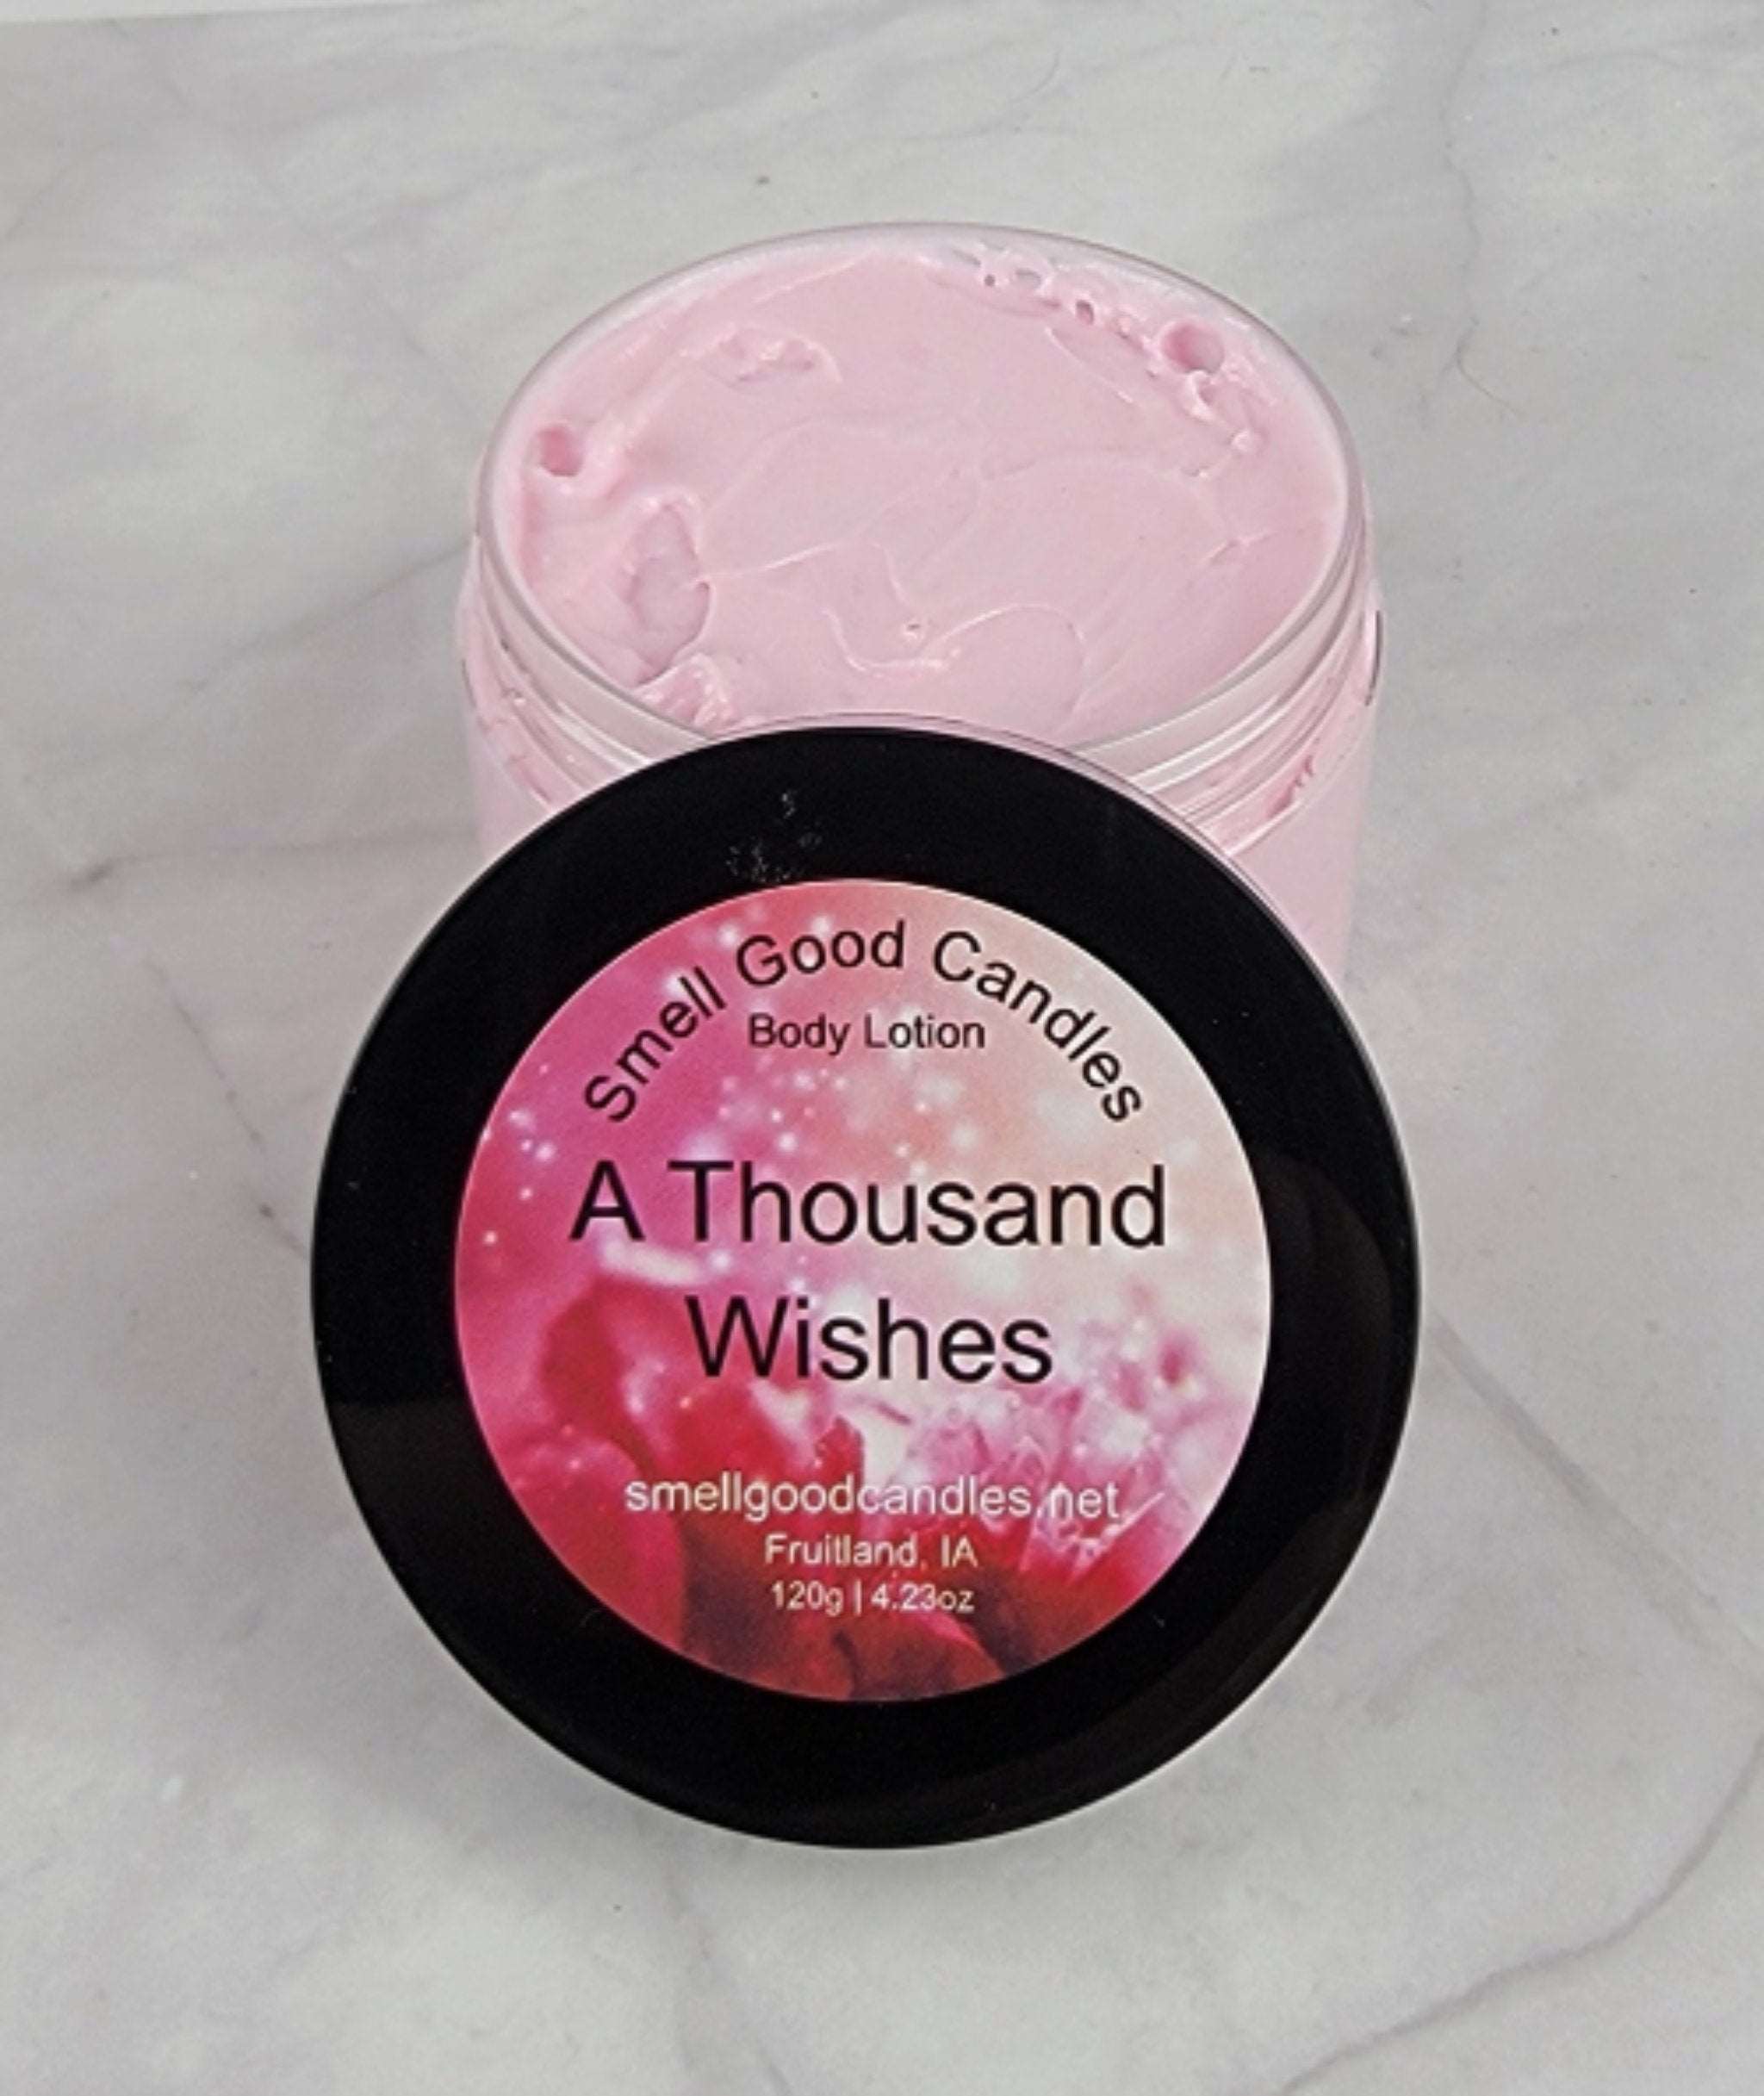 Smell Good Candles
Body Lotion
A Thousand
Wishes
smellgoodcandles.net
Fruitland, IA
120g | 4.23oz